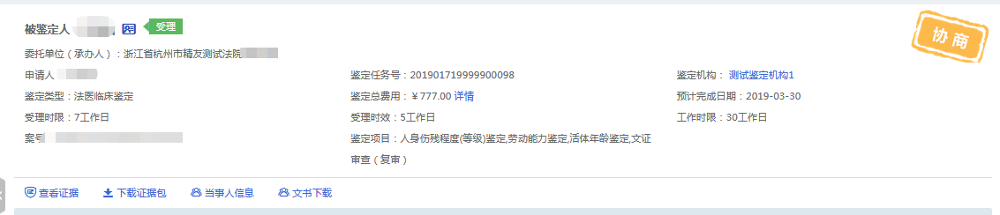 被鉴定人
受理
协商
委托单位（承办人）：浙江省杭州市精友测试法院
申请人
鉴定任务号：201901719999900098
鉴定机构： 测试鉴定机构1
鉴定类型：法医临床鉴定
鉴定总费用：￥777.00 详情
预计完成日期：2019-03-30
受理时限：7工作日
受理时效：5工作日
工作时限：30工作日
案号
鉴定项目：人身伤残程度(等级)鉴定,劳动能力鉴定,活体年龄鉴定,文证
审查（复审）
查看证据
下载证据包
当事人信息
文书下载